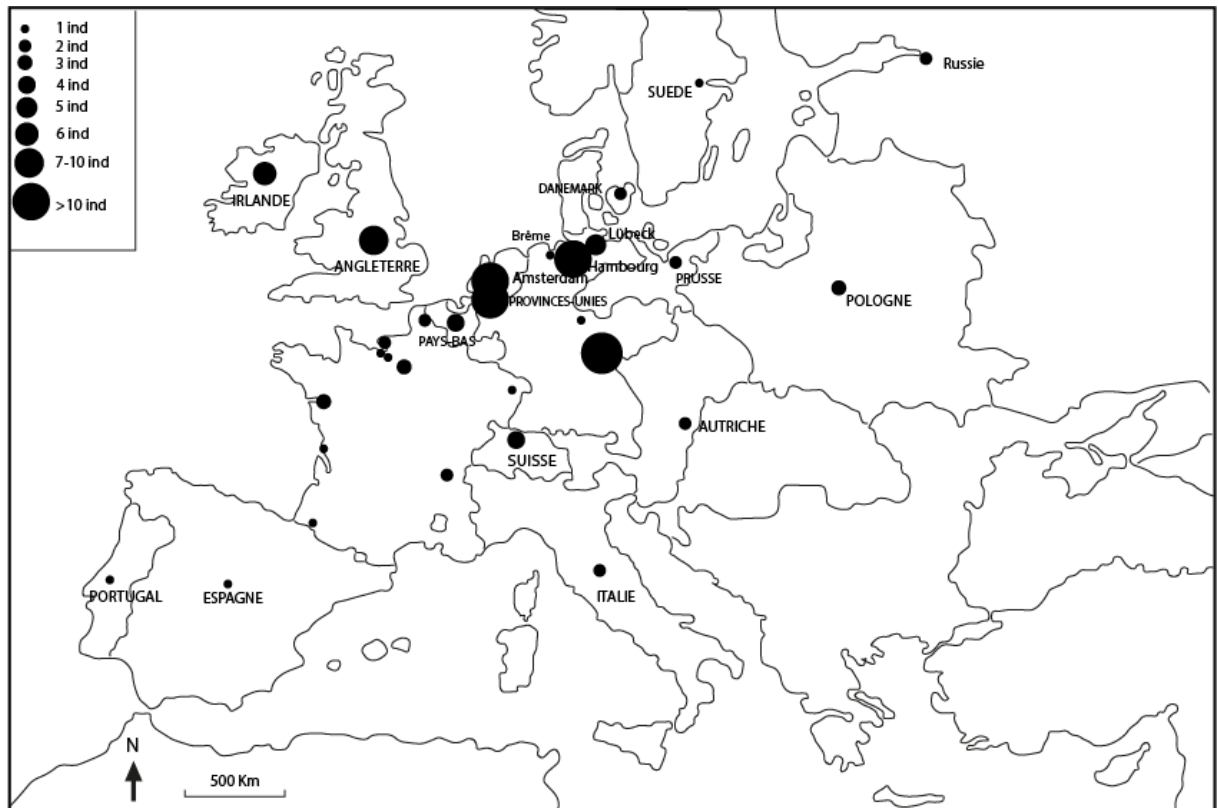 1 ind
2 ind
3 ind
4 ind
5 ind
6 ind
7-10 ind
>10 ind
Russie
SUEDE
IRLANDE
DANEMARK
Brême
Lübeck
ANGLETERRE
Hambourg
Amsterdam
PRUSSE
PROVINCES-UNIES
POLOGNE
PAYS-BAS
AUTRICHE
SUISSE
PORTUGAL
ESPAGNE
ITALIE
N
500 Km